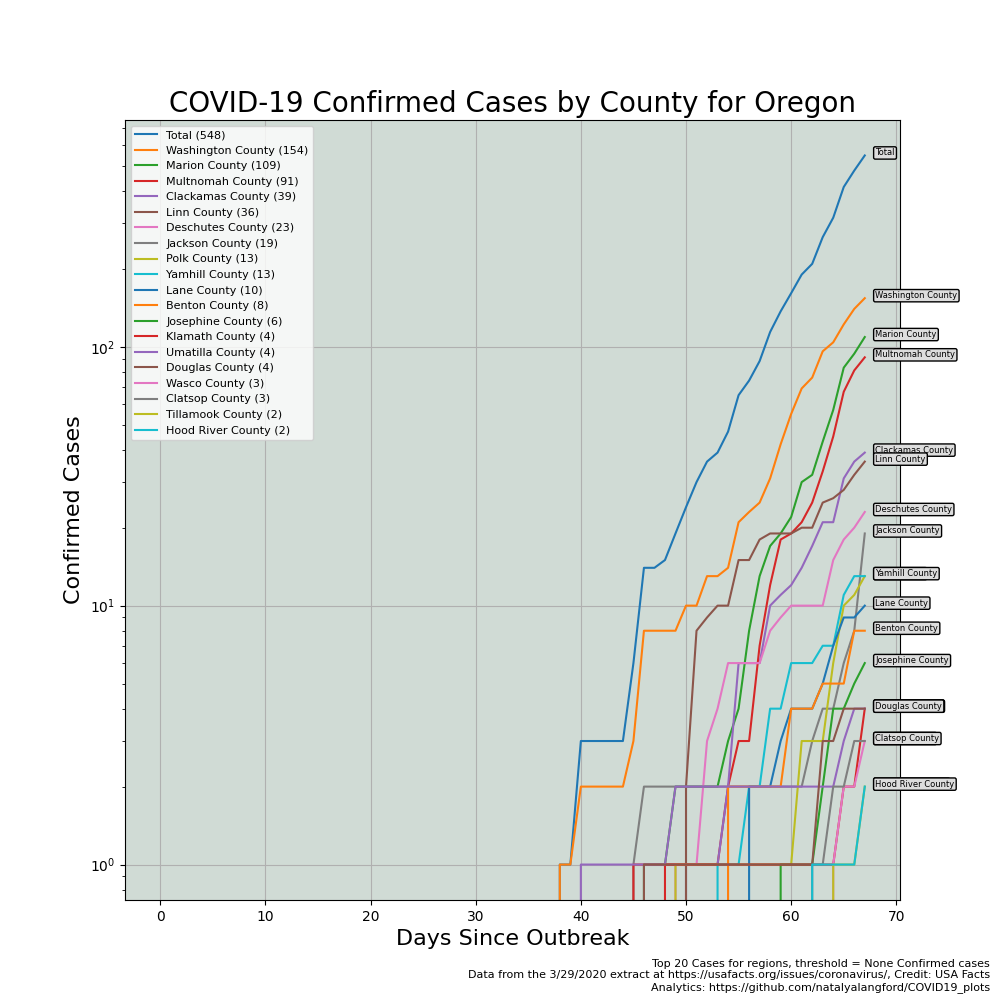 COVID-19 Confirmed Cases by County for Oregon
Total (548)
Washington County (154)
Marion County (109)
Multnomah County (91)
Clackamas County (39)
Linn County (36)
Deschutes County (23)
Jackson County (19)
Polk County (13)
Yamhill County (13)
Lane County (10)
Benton County (8)
Josephine County (6)
Klamath County (4)
Umatilla County (4)
Douglas County (4)
Wasco County (3)
Clatsop County (3)
Tillamook County (2)
Hood River County (2)
Total
Washington County
Marion County
Multnomah County
Clackamas County
Linn County
Deschutes County
Jackson County
Yamhill County
Lane County
Benton County
Josephine County
Douglas County
Clatsop County
Hood River County
Confirmed Cases
10²
10¹
10⁰
0 10 20 30 40 50 60 70
Days Since Outbreak
Top 20 Cases for regions, threshold = None Confirmed cases
Data from the 3/29/2020 extract at https://usafacts.org/issues/coronavirus/, Credit: USA Facts
Analytics: https://github.com/natalyalangford/COVID19_plots